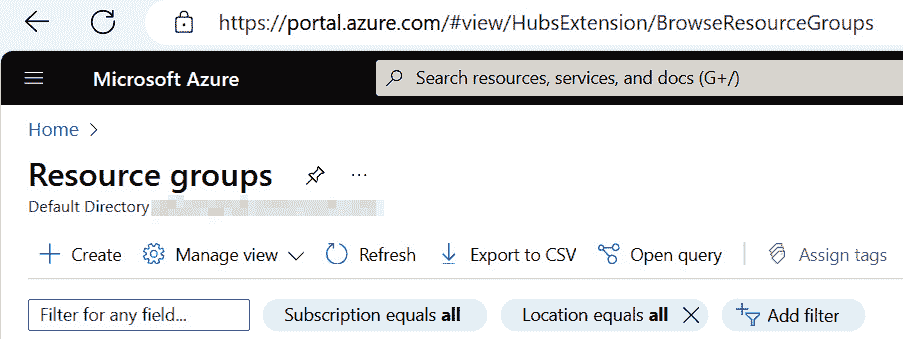 https://portal.azure.com/#view/HubsExtension/BrowseResourceGroups
Microsoft Azure Search resources, services, and docs (G+/)
Home
Resource groups ...
Default Directory
Create Manage view Refresh Export to CSV Open query Assign tags
Filter for any field... Subscription equals all Location equals all Add filter